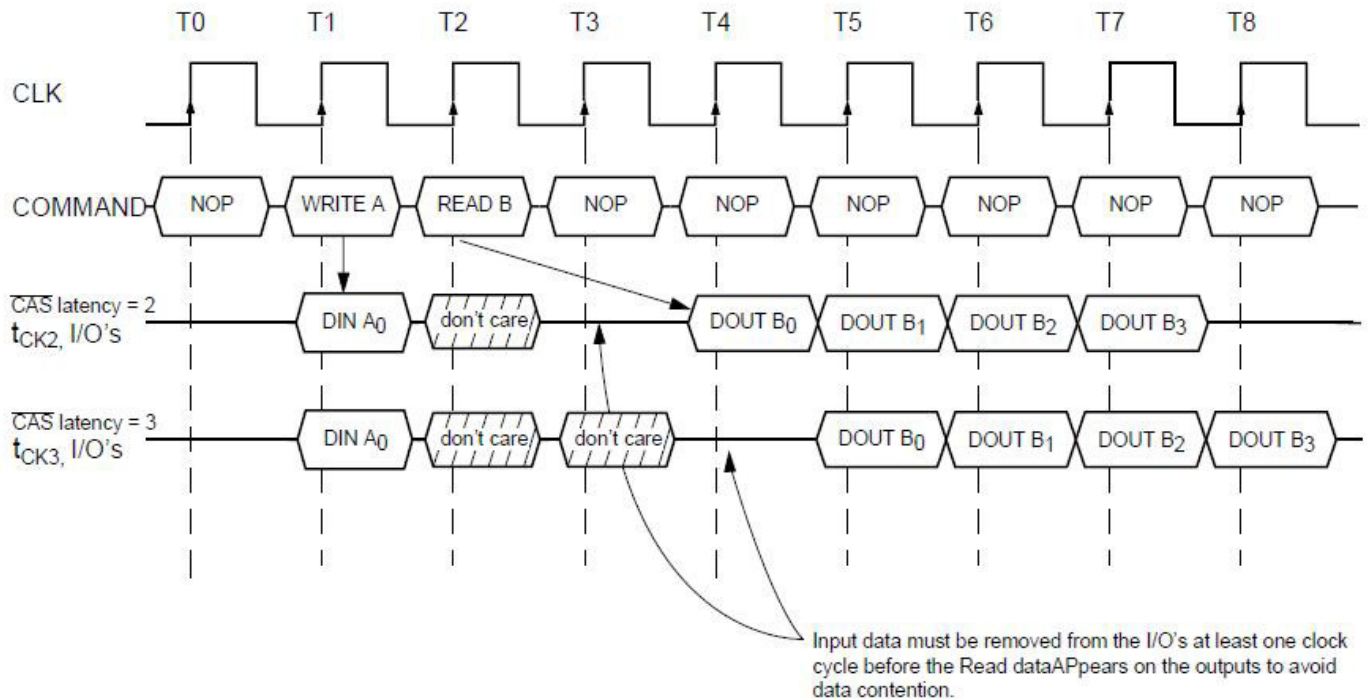 T0 T1 T2 T3 T4 T5 T6 T7 T8
CLK
COMMAND NOP WRITE A READ B NOP NOP NOP NOP NOP NOP
CAS latency = 2
tCK2, I/O's DIN A0 don't care DOUT B0 DOUT B1 DOUT B2 DOUT B3
CAS latency = 3
tCK3, I/O's DIN A0 don't care don't care DOUT B0 DOUT B1 DOUT B2 DOUT B3
Input data must be removed from the I/O's at least one clock
cycle before the Read dataAPpears on the outputs to avoid
data contention.